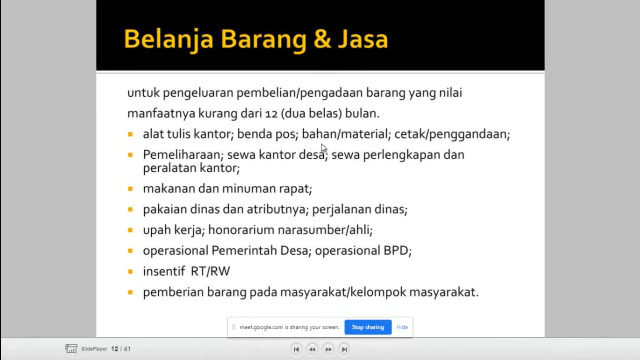 Belanja Barang & Jasa
untuk pengeluaran pembelian/pengadaan barang yang nilai
manfaatnya kurang dari 12 (dua belas) bulan.
alat tulis kantor; benda pos; bahan/material; cetak/penggandaan;
Pemeliharaan; sewa kantor desa; sewa perlengkapan dan
peralatan kantor;
makanan dan minuman rapat;
pakaian dinas dan atributnya; perjalanan dinas;
upah kerja; honorarium narasumber/ahli;
operasional Pemerintah Desa; operasional BPD;
insentif RT/RW
pemberian barang pada masyarakat/kelompok masyarakat.
meet.google.com is sharing your screen.
Stop sharing
Hide
SlidePlayer
12 / 41